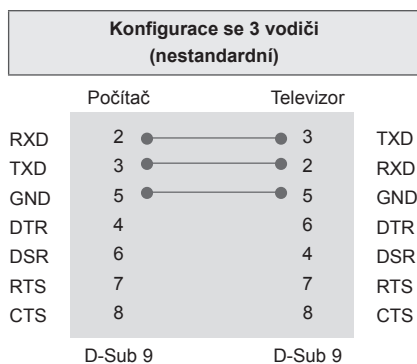 Konfigurace se 3 vodiči
(nestandardní)
Počítač Televizor
RXD 2 3 TXD
TXD 3 2 RXD
GND 5 5 GND
DTR 4 6 DTR
DSR 6 4 DSR
RTS 7 7 RTS
CTS 8 8 CTS
D-Sub 9 D-Sub 9